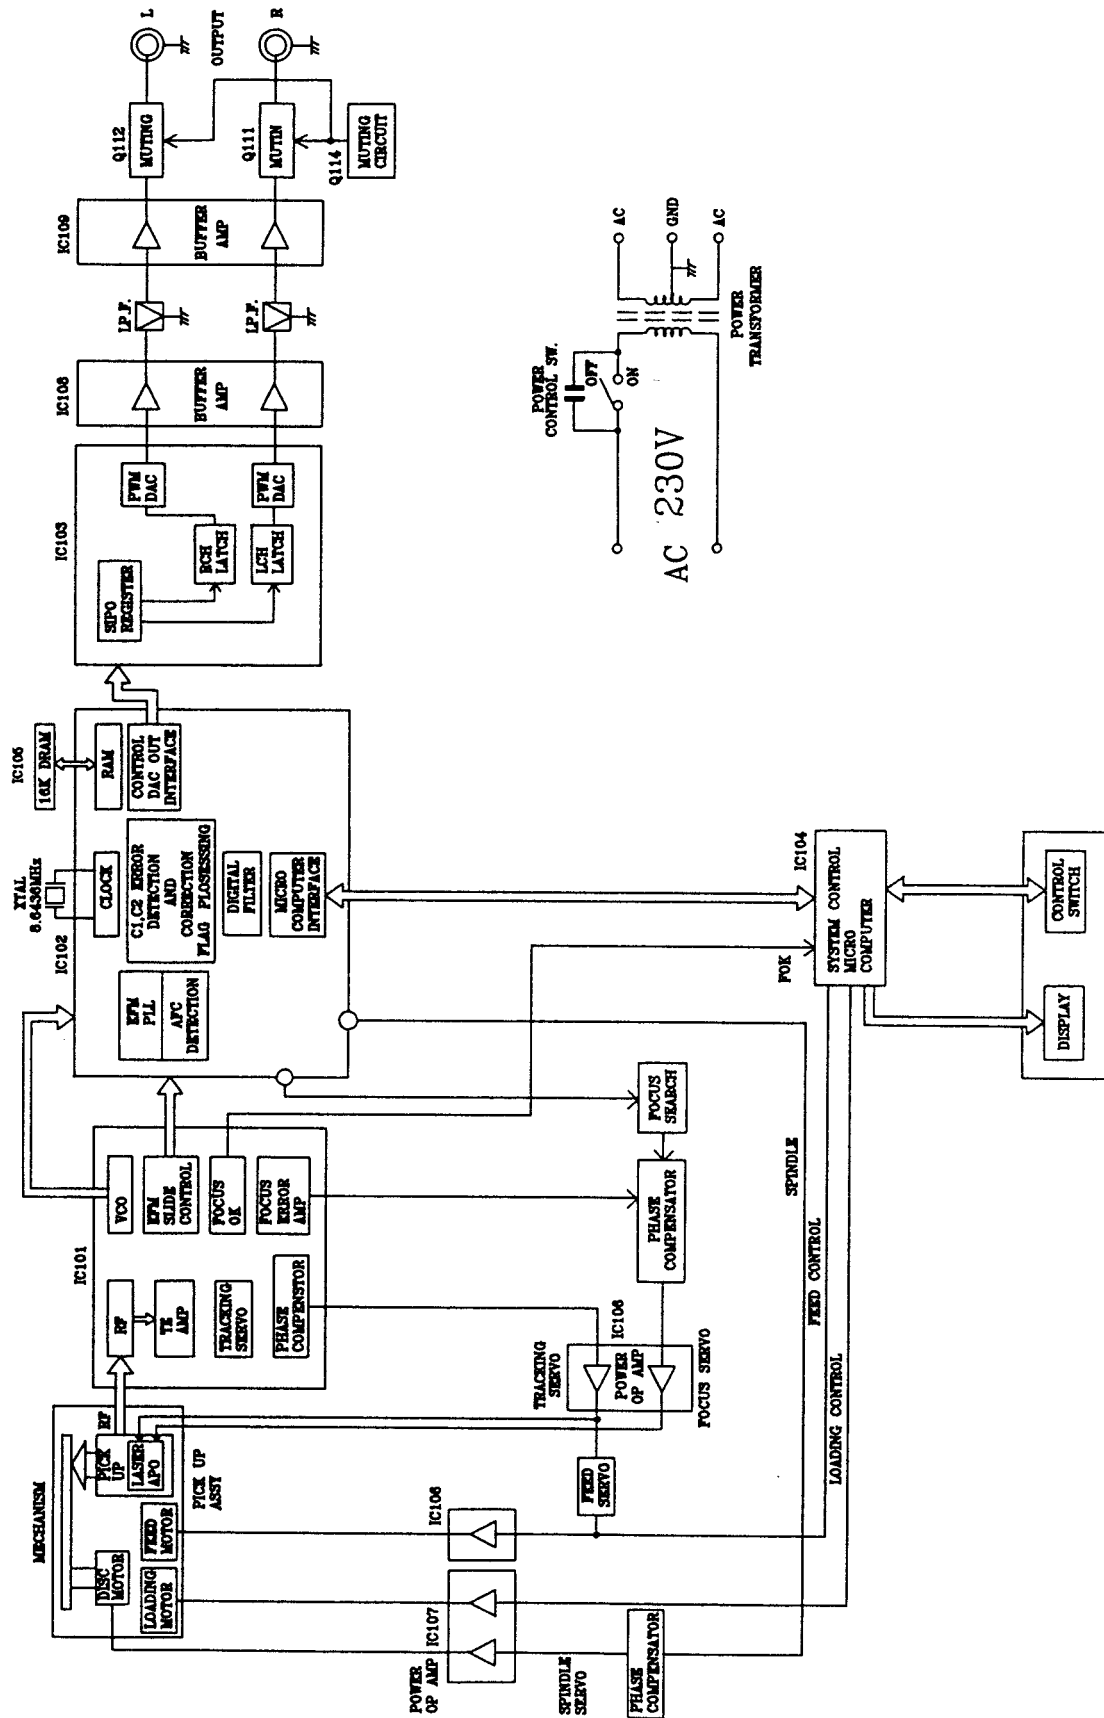 MECHANISM
DISC
MOTOR
LOADING
MOTOR
FEED
MOTOR
PICK
UP
LASER
APO
PICK UP
ASSY
RF
IC101
RF
TE
AMP
TRACKING
SERVO
PHASE
COMPENSTOR
VCO
EFM
SLIDE
CONTROL
FOCUS
OK
FOCUS
ERROR
AMP
IC102
XTAL
8.6436MHz
EFM
PLL
AFC
DETECTION
CLOCK
C1,C2 ERROR
DETECTION
AND
CORRECTION
FLAG PLOSESSING
DIGITAL
FILTER
MICRO
COMPUTER
INTERFACE
IC105
16K DRAM
RAM
CONTROL
DAC OUT
INTERFACE
IC103
SIPO
REGISTER
RCH
LATCH
LCH
LATCH
PWM
DAC
PWM
DAC
IC108
BUFFER
AMP
L.P.F.
L.P.F.
IC109
BUFFER
AMP
Q112
MUTING
Q111
MUTIN
Q114
MUTING
CIRCUIT
L
OUTPUT
R
POWER
OP AMP
IC107
IC106
SPINDLE
SERVO
PHASE
COMPENSATOR
FEED
SERVO
TRACKING
SERVO
IC106
POWER
OP AMP
FOCUS SERVO
PHASE
COMPENSATOR
FOCUS
SEARCH
SPINDLE
FEED CONTROL
LOADING CONTROL
FOK
IC104
SYSTEM CONTROL
MICRO
COMPUTER
DISPLAY
CONTROL
SWITCH
POWER
CONTROL SW.
OFF
ON
AC 230V
POWER
TRANSFORMER
AC
GND
AC